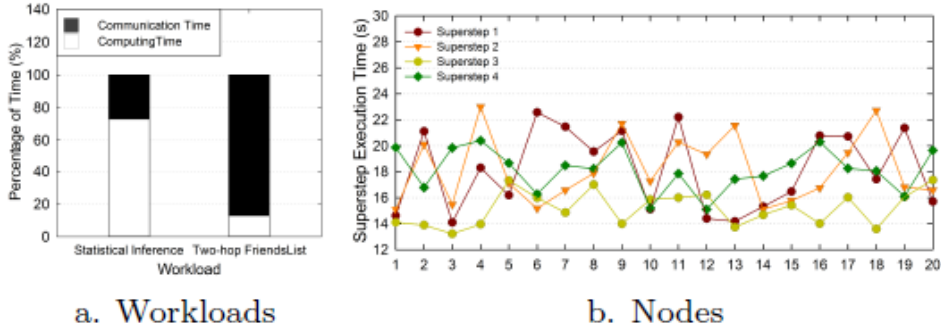 Communication Time
ComputingTime
Percentage of Time (%)
140
120
100
80
60
40
20
0
Statistical Inference
Two-hop FriendsList
Workload
a. Workloads
Superstep 1
Superstep 2
Superstep 3
Superstep 4
Superstep Execution Time (s)
30
28
26
24
22
20
18
16
14
12
1 2 3 4 5 6 7 8 9 10 11 12 13 14 15 16 17 18 19 20
b. Nodes